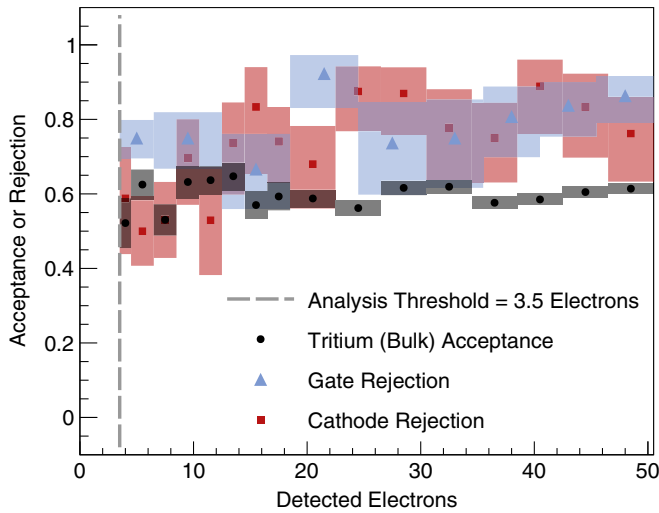 Acceptance or Rejection
1
0.8
0.6
0.4
0.2
0
Analysis Threshold = 3.5 Electrons
Tritium (Bulk) Acceptance
Gate Rejection
Cathode Rejection
0 10 20 30 40 50
Detected Electrons